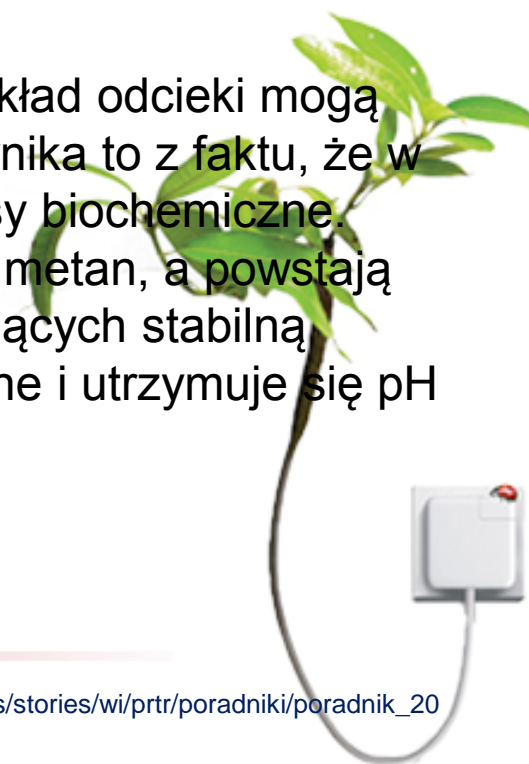 kład odcieki mogą
nika to z faktu, że w
sy biochemiczne.
metan, a powstają
ących stabilną
ne i utrzymuje się pH
s/stories/wi/prtr/poradniki/poradnik_20